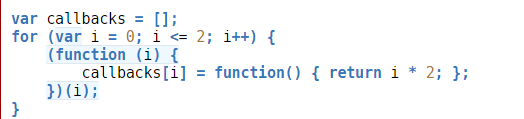 var callbacks = [];
for (var i = 0; i <= 2; i++) {
    (function (i) {
        callbacks[i] = function() { return i * 2; };
    })(i);
}